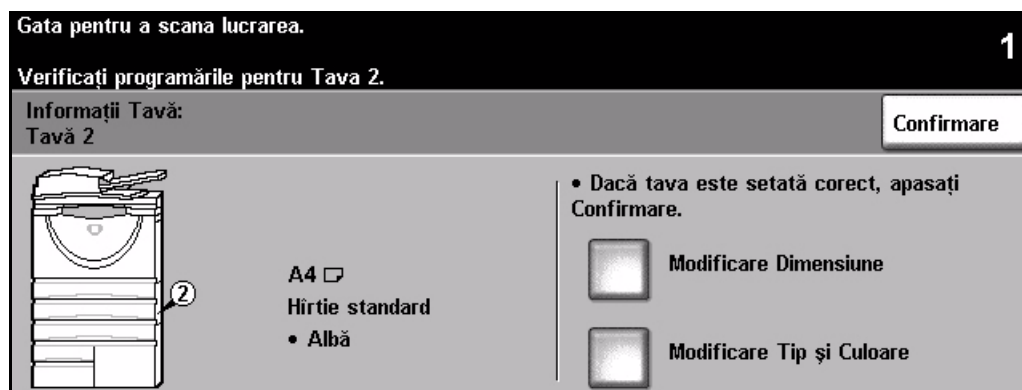 Gata pentru a scana lucrarea.
1
Verificați programările pentru Tava 2.
Informații Tavă:
Tavă 2
Confirmare
• Dacă tava este setată corect, apasați
Confirmare.
2
A4
Hîrtie standard
• Albă
Modificare Dimensiune
Modificare Tip și Culoare